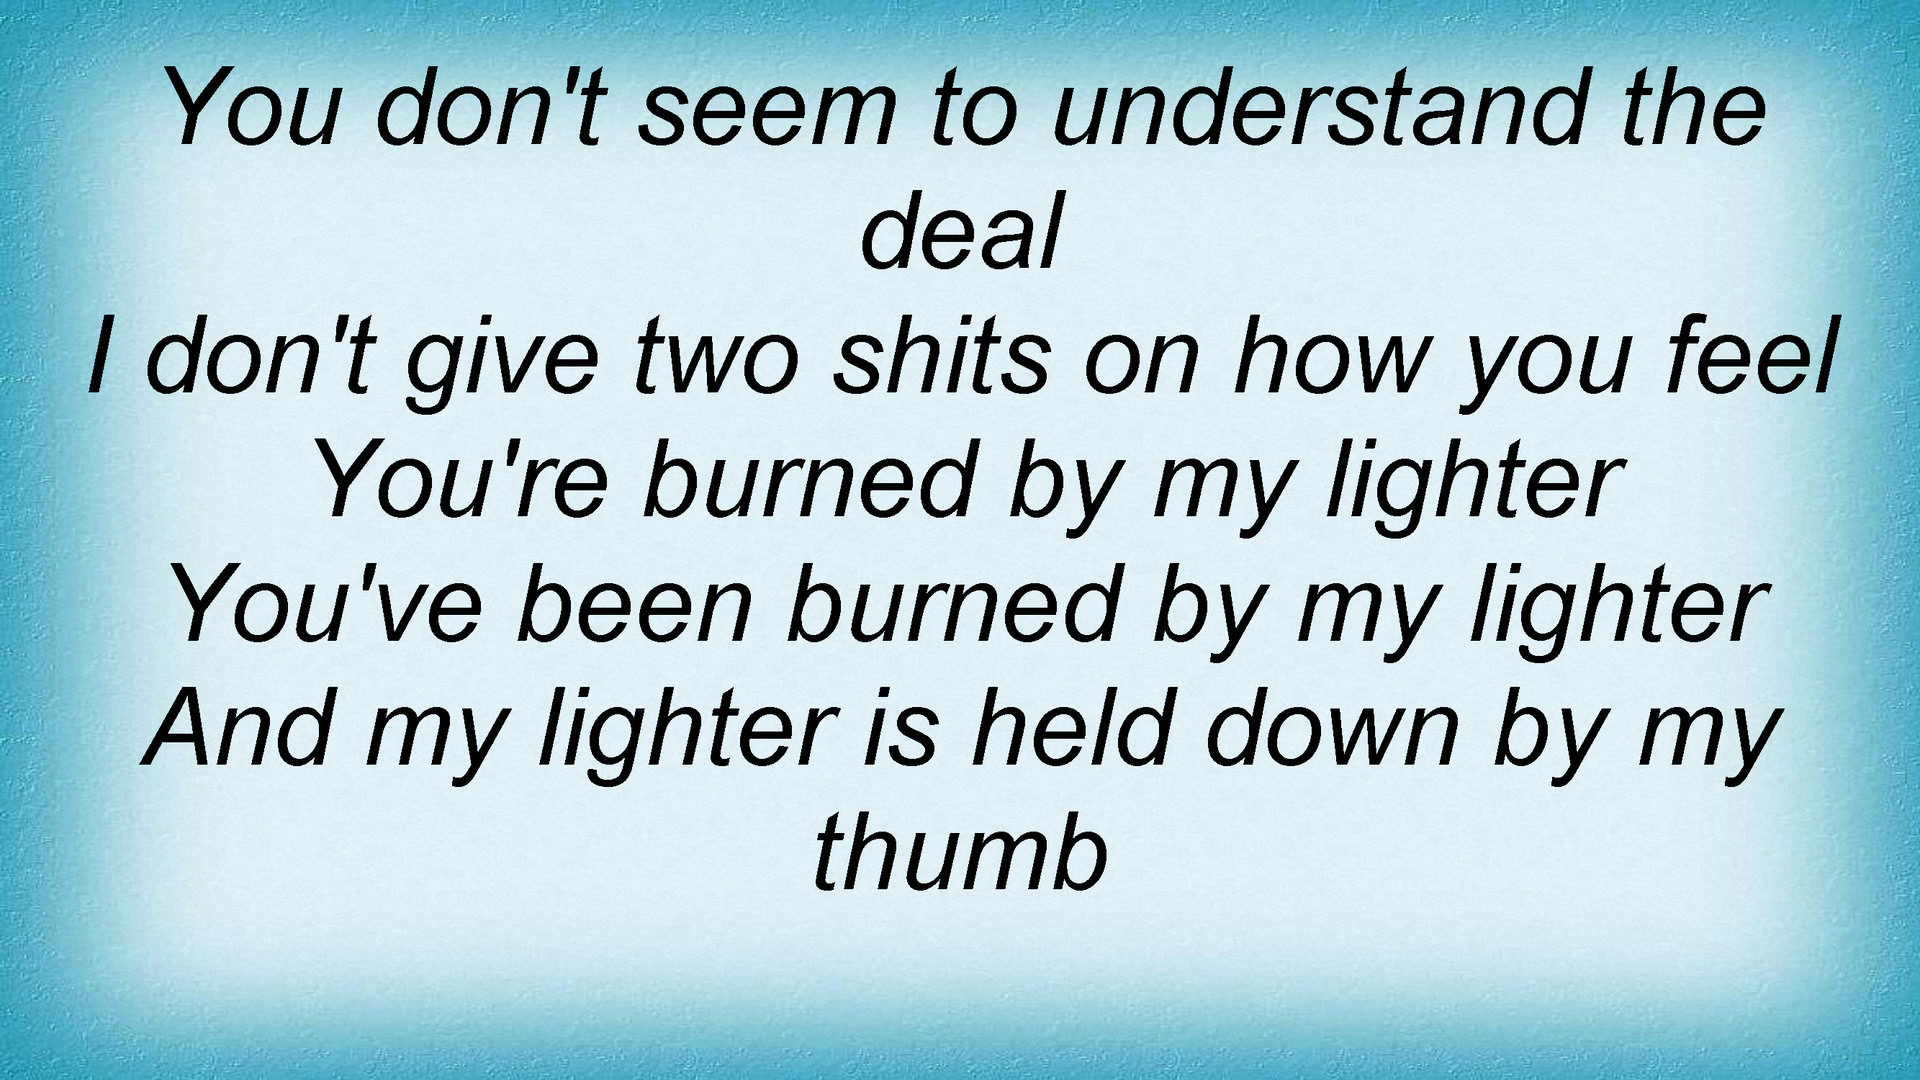 You don't seem to understand the
deal
I don't give two shits on how you feel
You're burned by my lighter
You've been burned by my lighter
And my lighter is held down by my
thumb